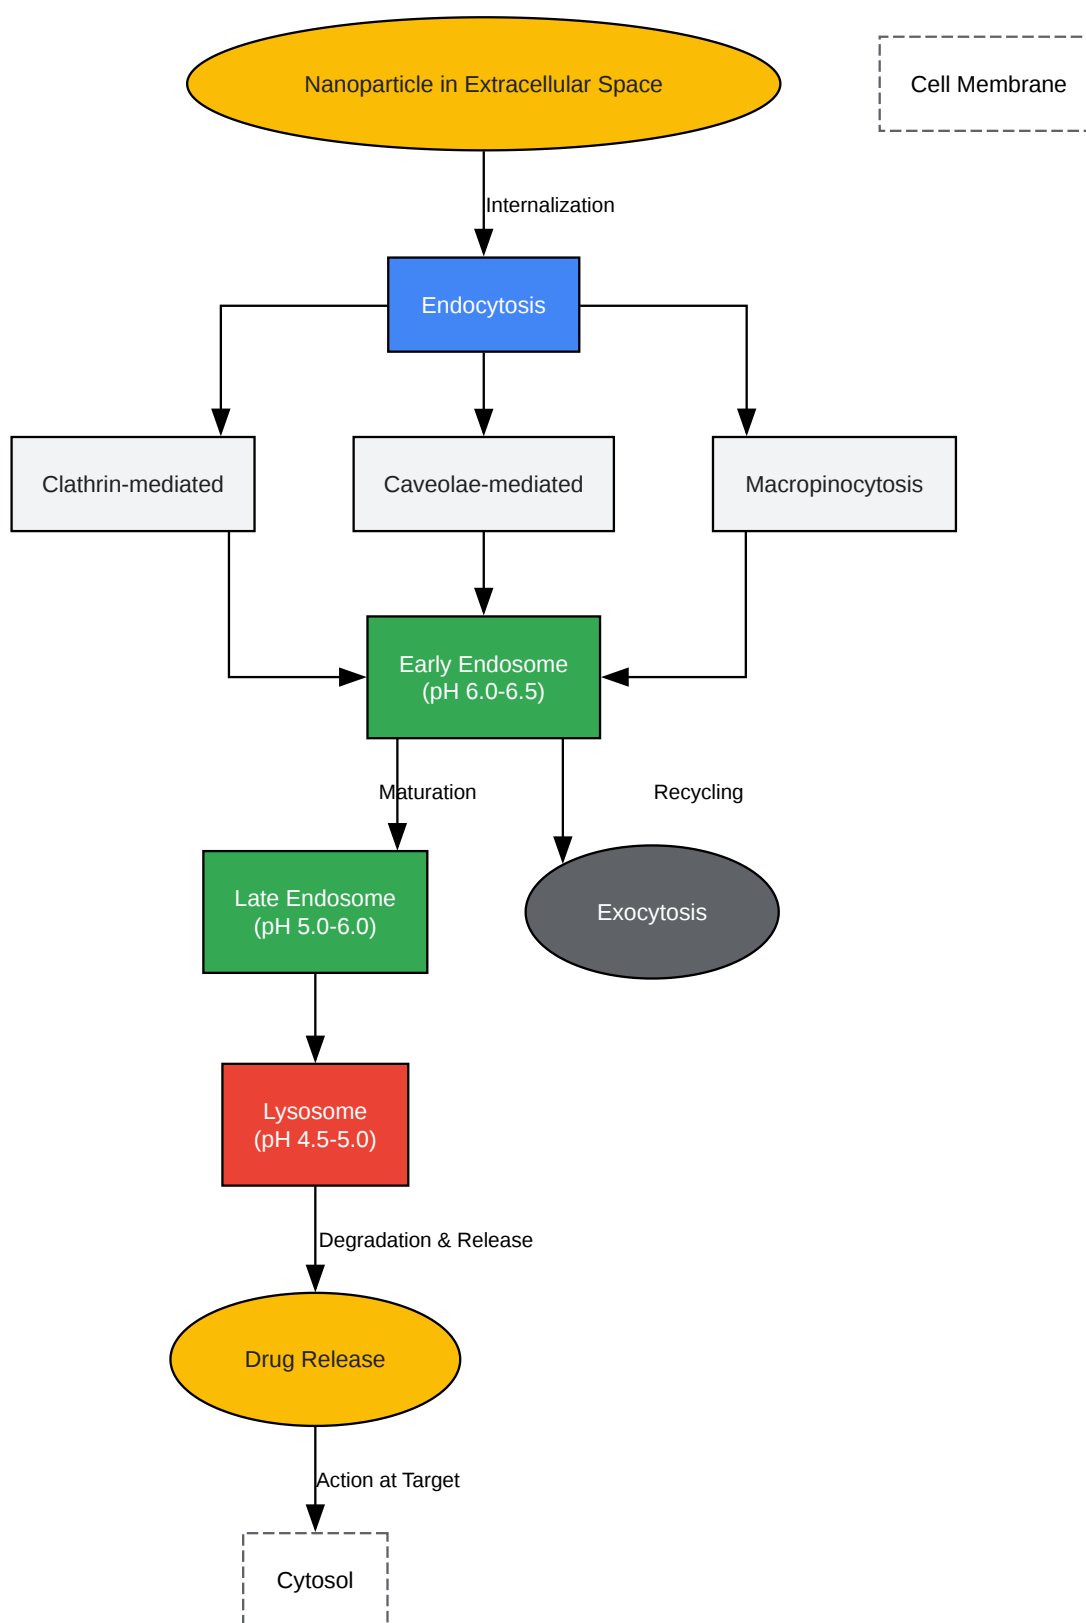 Nanoparticle in Extracellular Space
Cell Membrane
Internalization
Endocytosis
Clathrin-mediated
Caveolae-mediated
Macropinocytosis
Early Endosome
(pH 6.0-6.5)
Maturation
Recycling
Late Endosome
(pH 5.0-6.0)
Exocytosis
Lysosome
(pH 4.5-5.0)
Degradation & Release
Drug Release
Action at Target
Cytosol